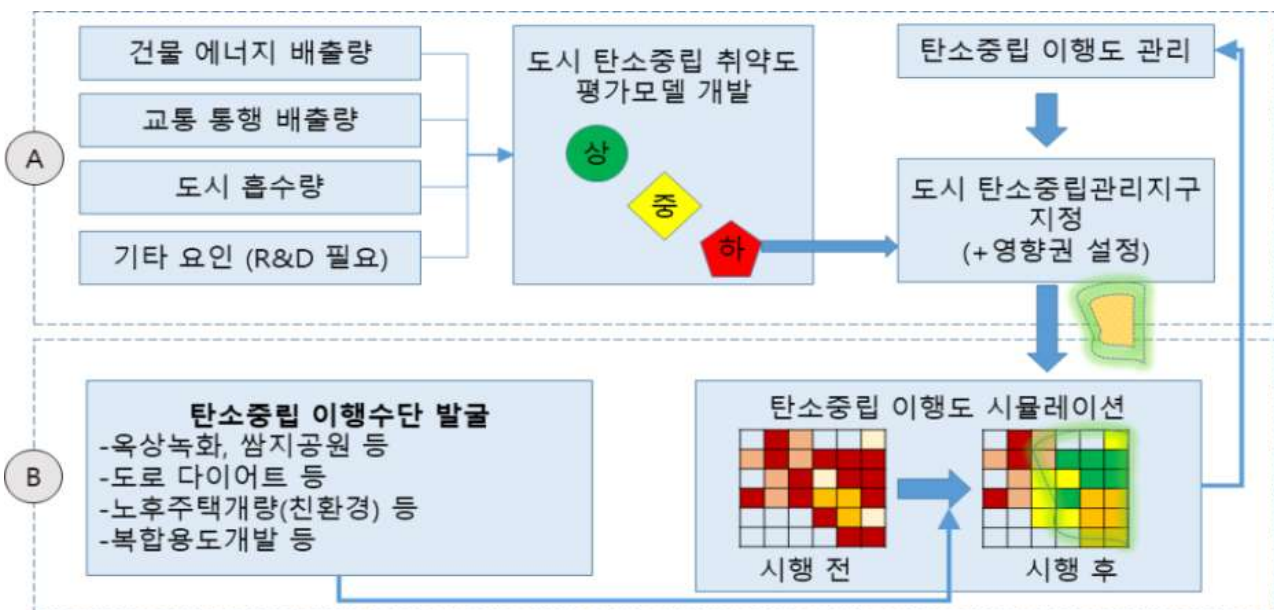 A
건물 에너지 배출량
교통 통행 배출량
도시 흡수량
기타 요인 (R&D 필요)
도시 탄소중립 취약도
평가모델 개발
상
중
하
탄소중립 이행도 관리
도시 탄소중립관리지구
지정
(+영향권 설정)
B
탄소중립 이행수단 발굴
-옥상녹화, 쌈지공원 등
-도로 다이어트 등
-노후주택개량(친환경) 등
-복합용도개발 등
탄소중립 이행도 시뮬레이션
시행 전
시행 후